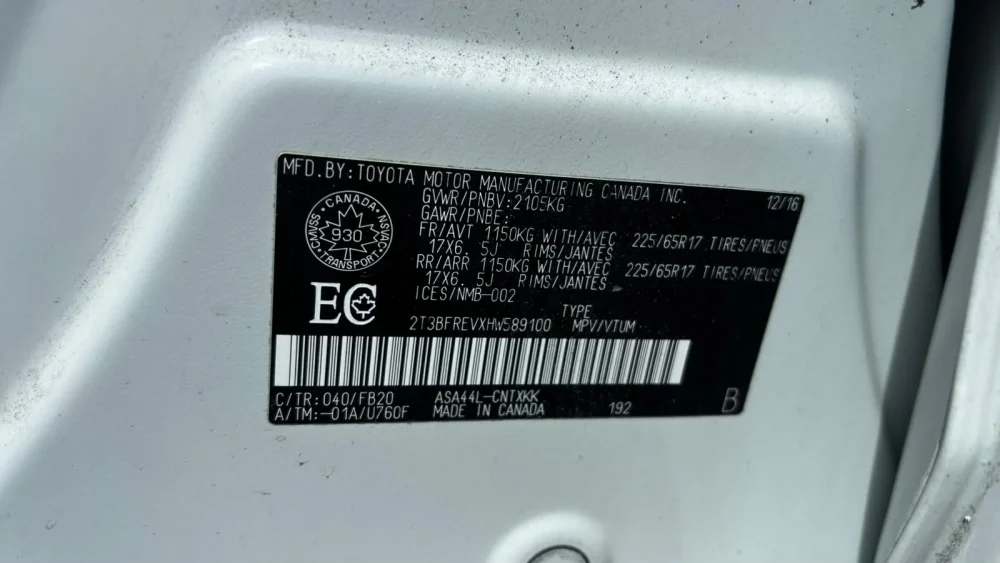 MFD.BY:TOYOTA MOTOR MANUFACTURING CANADA INC. 12/16
GVWR/PNBV:2105KG
GAWR/PNBE:
FR/AVT 1150KG WITH/AVEC 225/65R17 TIRES/PNEUS
17X6. 5J RIMS/JANTES
RR/ARR 1150KG WITH/AVEC 225/65R17 TIRES/PNEUS
17X6. 5J RIMS/JANTES
ICES/NMB-002
CANADA
CMVSS NSVAC
930
TRANSPORT
EC
TYPE
2T3BFREVXHW589100 MPV/VTUM
C/TR:040/FB20 ASA44L-CNTXKK
A/TM:-01A/U760F MADE IN CANADA 192 B